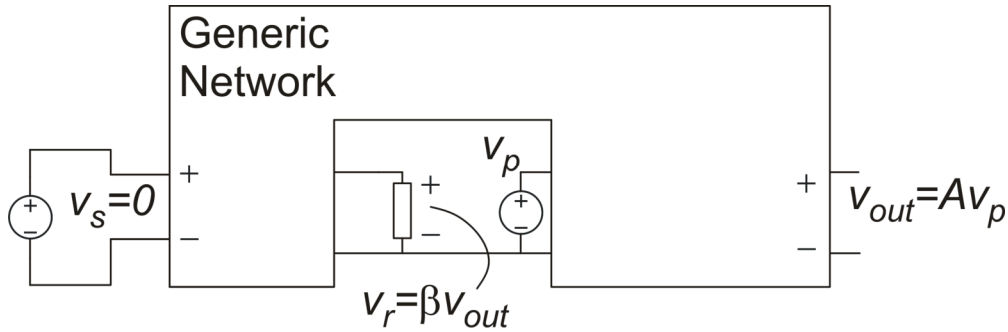 Generic
Network
v_p
+
+
+
+
+
v_s=0
v_out=Av_p
−
−
−
−
−
v_r=βv_out